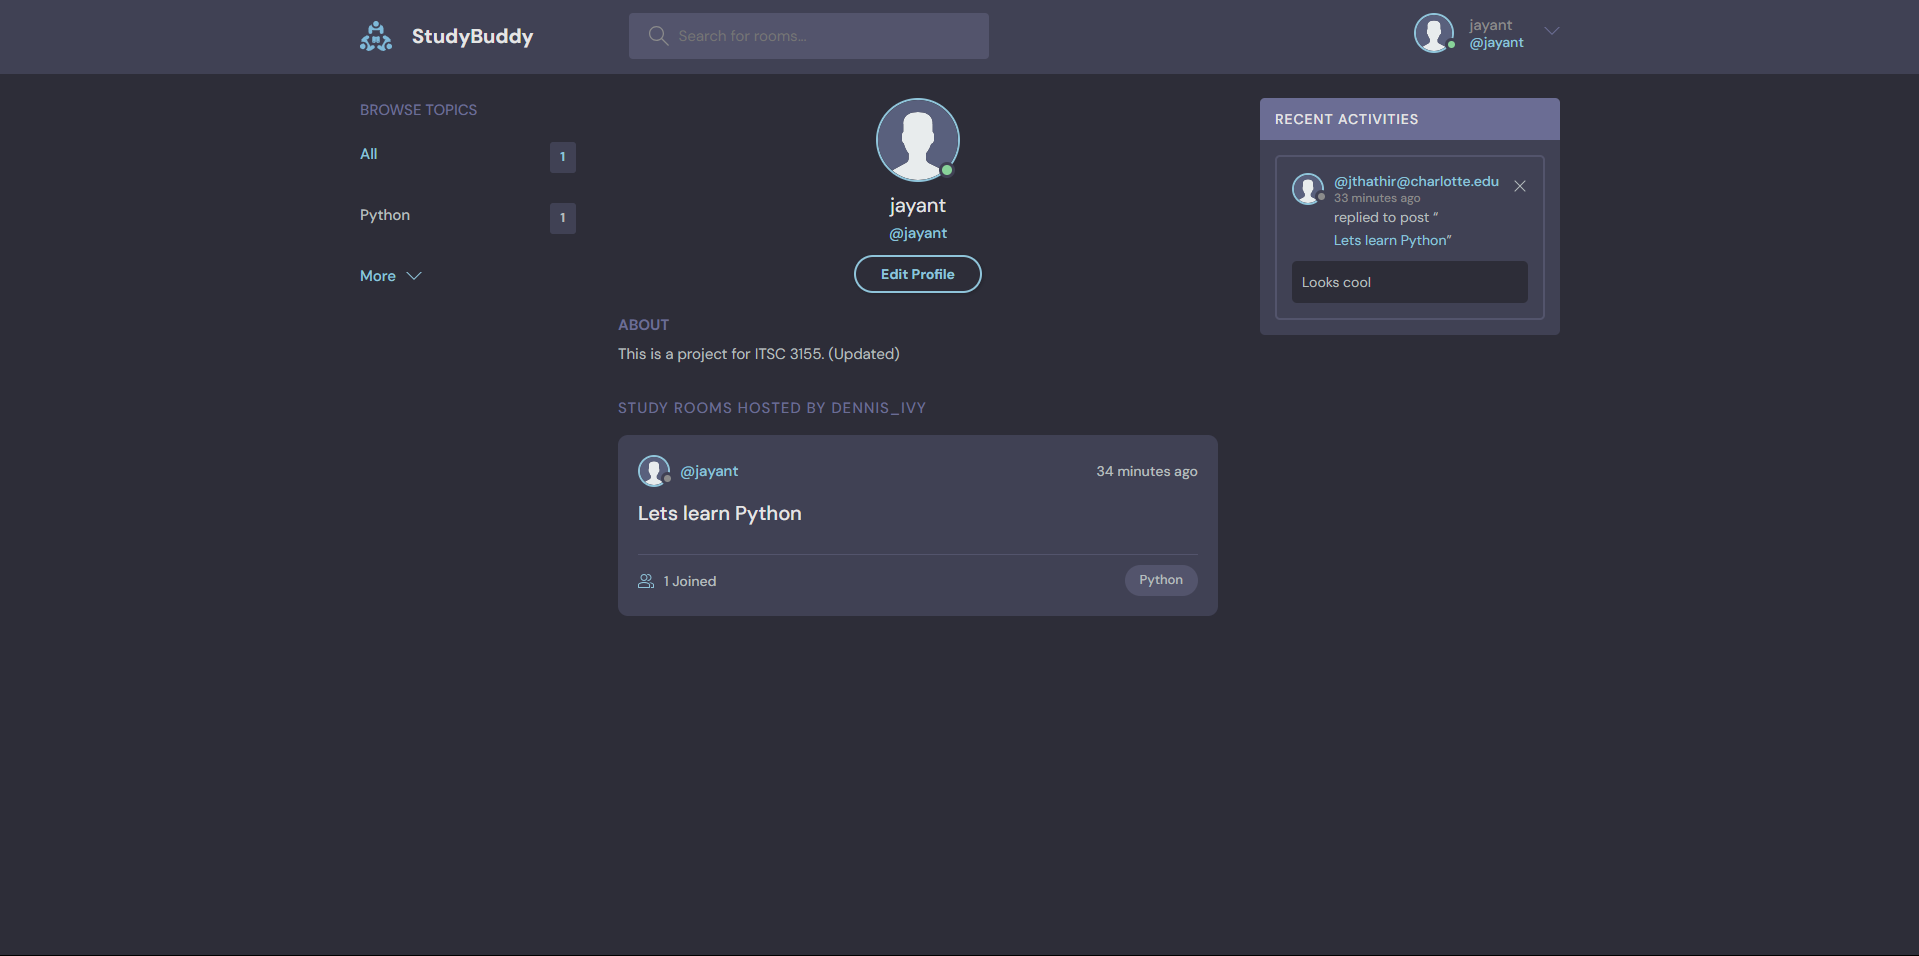 StudyBuddy
Search for rooms...
jayant
@jayant
BROWSE TOPICS
All 1
Python 1
More
jayant
@jayant
Edit Profile
ABOUT
This is a project for ITSC 3155. (Updated)
STUDY ROOMS HOSTED BY DENNIS_IVY
@jayant 34 minutes ago
Lets learn Python
1 Joined Python
RECENT ACTIVITIES
@jthathir@charlotte.edu
33 minutes ago
replied to post “
Lets learn Python”
Looks cool